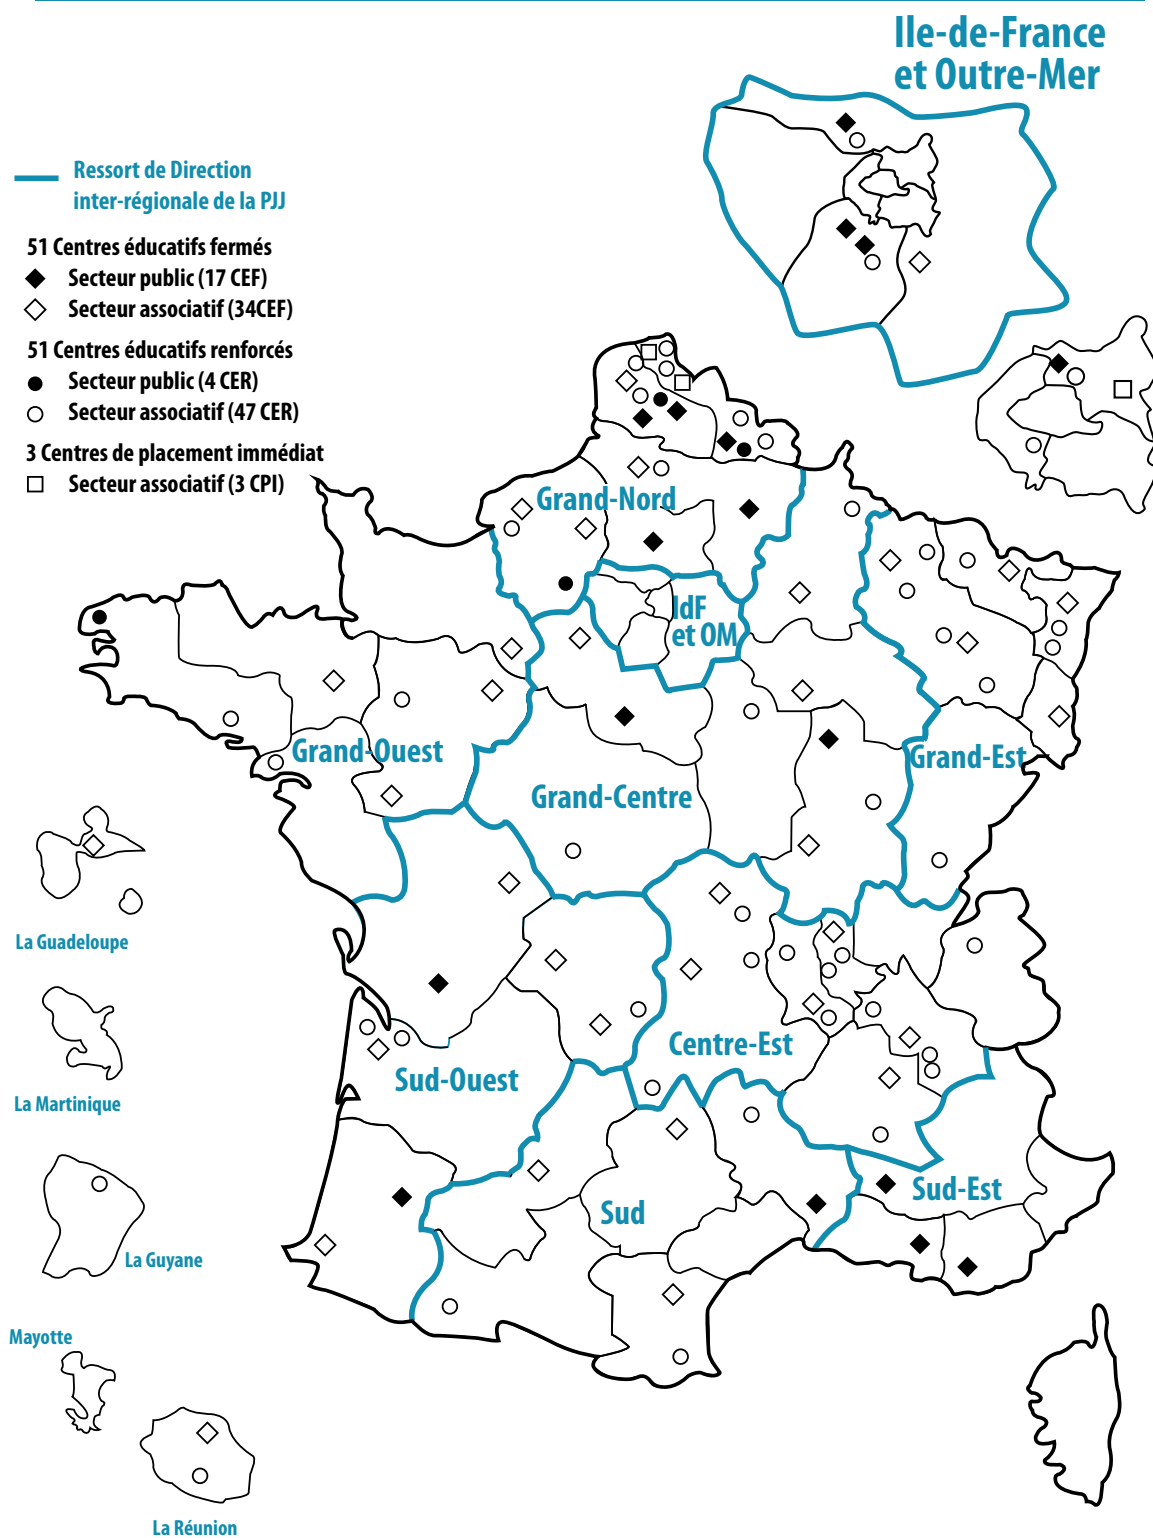 Ile-de-France
et Outre-Mer
Ressort de Direction
inter-régionale de la PJJ
51 Centres éducatifs fermés
Secteur public (17 CEF)
Secteur associatif (34CEF)
51 Centres éducatifs renforcés
Secteur public (4 CER)
Secteur associatif (47 CER)
3 Centres de placement immédiat
Secteur associatif (3 CPI)
Grand-Nord
IdF
et OM
Grand-Ouest
Grand-Est
Grand-Centre
La Guadeloupe
Centre-Est
Sud-Ouest
La Martinique
Sud-Est
Sud
La Guyane
Mayotte
La Réunion